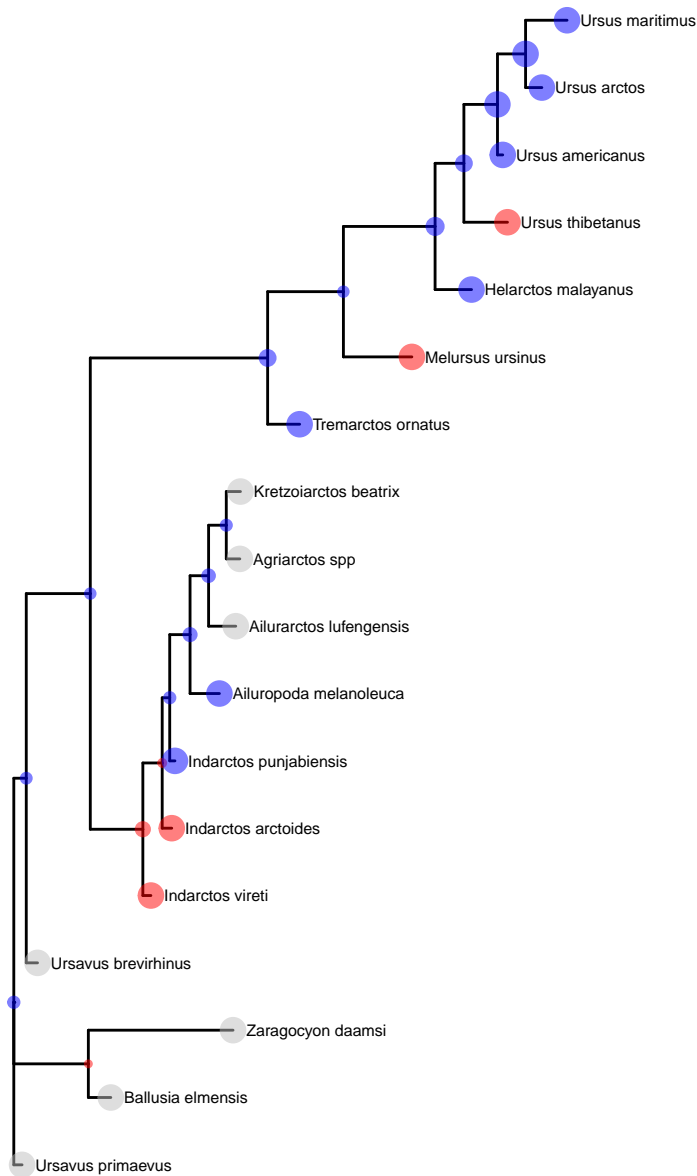 Ursus maritimus
Ursus arctos
Ursus americanus
Ursus thibetanus
Helarctos malayanus
Melursus ursinus
Tremarctos ornatus
Kretzoiarctos beatrix
Agriarctos spp
Ailurarctos lufengensis
Ailuropoda melanoleuca
Indarctos punjabiensis
Indarctos arctoides
Indarctos vireti
Ursavus brevirhinus
Zaragocyon daamsi
Ballusia elmensis
Ursavus primaevus